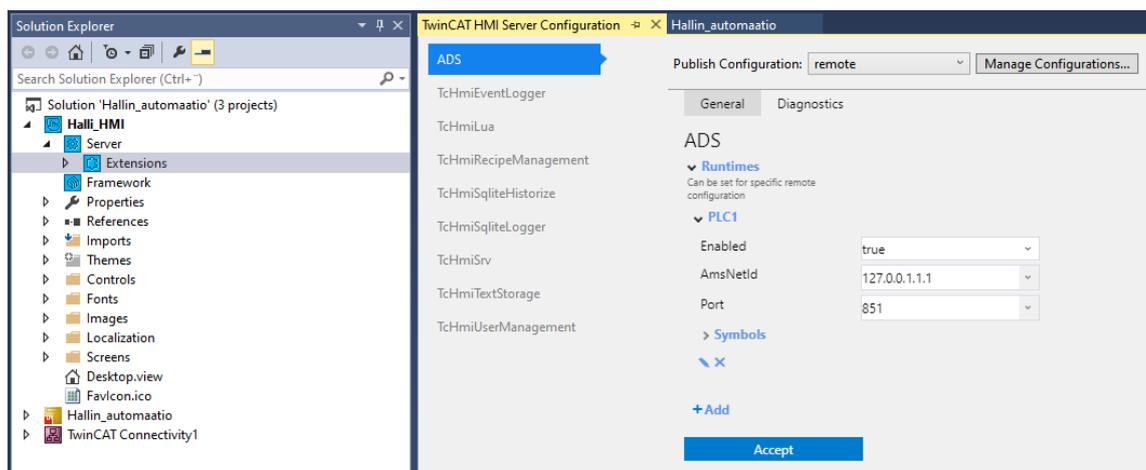 Solution Explorer
Search Solution Explorer (Ctrl+¨)
Solution 'Hallin_automaatio' (3 projects)
Halli_HMI
Server
Extensions
Framework
Properties
References
Imports
Themes
Controls
Fonts
Images
Localization
Screens
Desktop.view
FavIcon.ico
Hallin_automaatio
TwinCAT Connectivity1
TwinCAT HMI Server Configuration
Hallin_automaatio
ADS
TcHmiEventLogger
TcHmiLua
TcHmiRecipeManagement
TcHmiSqliteHistorize
TcHmiSqliteLogger
TcHmiSrv
TcHmiTextStorage
TcHmiUserManagement
Publish Configuration: remote Manage Configurations...
General Diagnostics
ADS
Runtimes
Can be set for specific remote
configuration
PLC1
Enabled true
AmsNetId 127.0.0.1.1.1
Port 851
Symbols
+Add
Accept